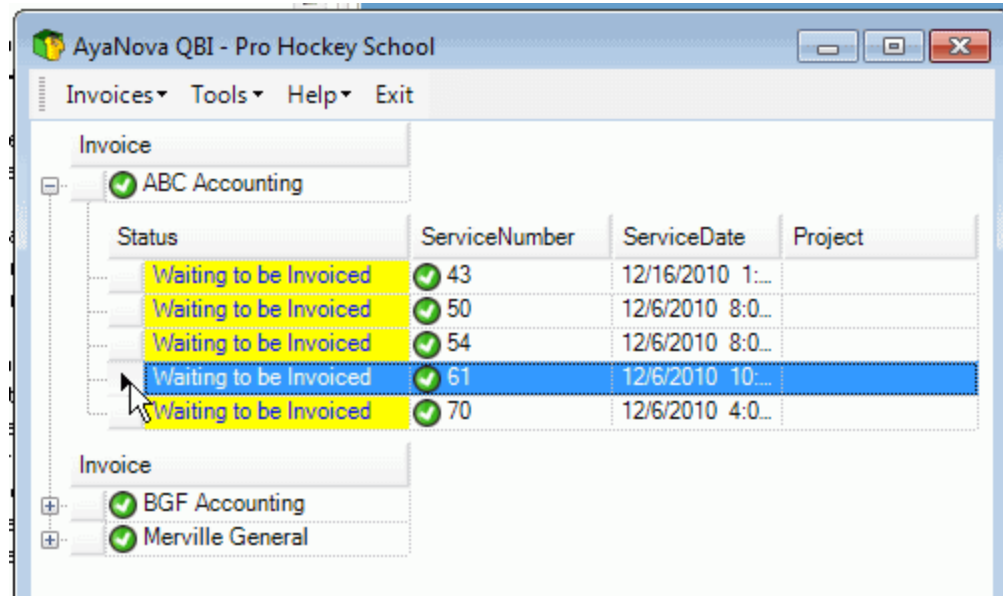 AyaNova QBI - Pro Hockey School
Invoices Tools Help Exit
Invoice
ABC Accounting
Status ServiceNumber ServiceDate Project
Waiting to be Invoiced 43 12/16/2010 1:...
Waiting to be Invoiced 50 12/6/2010 8:0...
Waiting to be Invoiced 54 12/6/2010 8:0...
Waiting to be Invoiced 61 12/6/2010 10:...
Waiting to be Invoiced 70 12/6/2010 4:0...
Invoice
BGF Accounting
Merville General